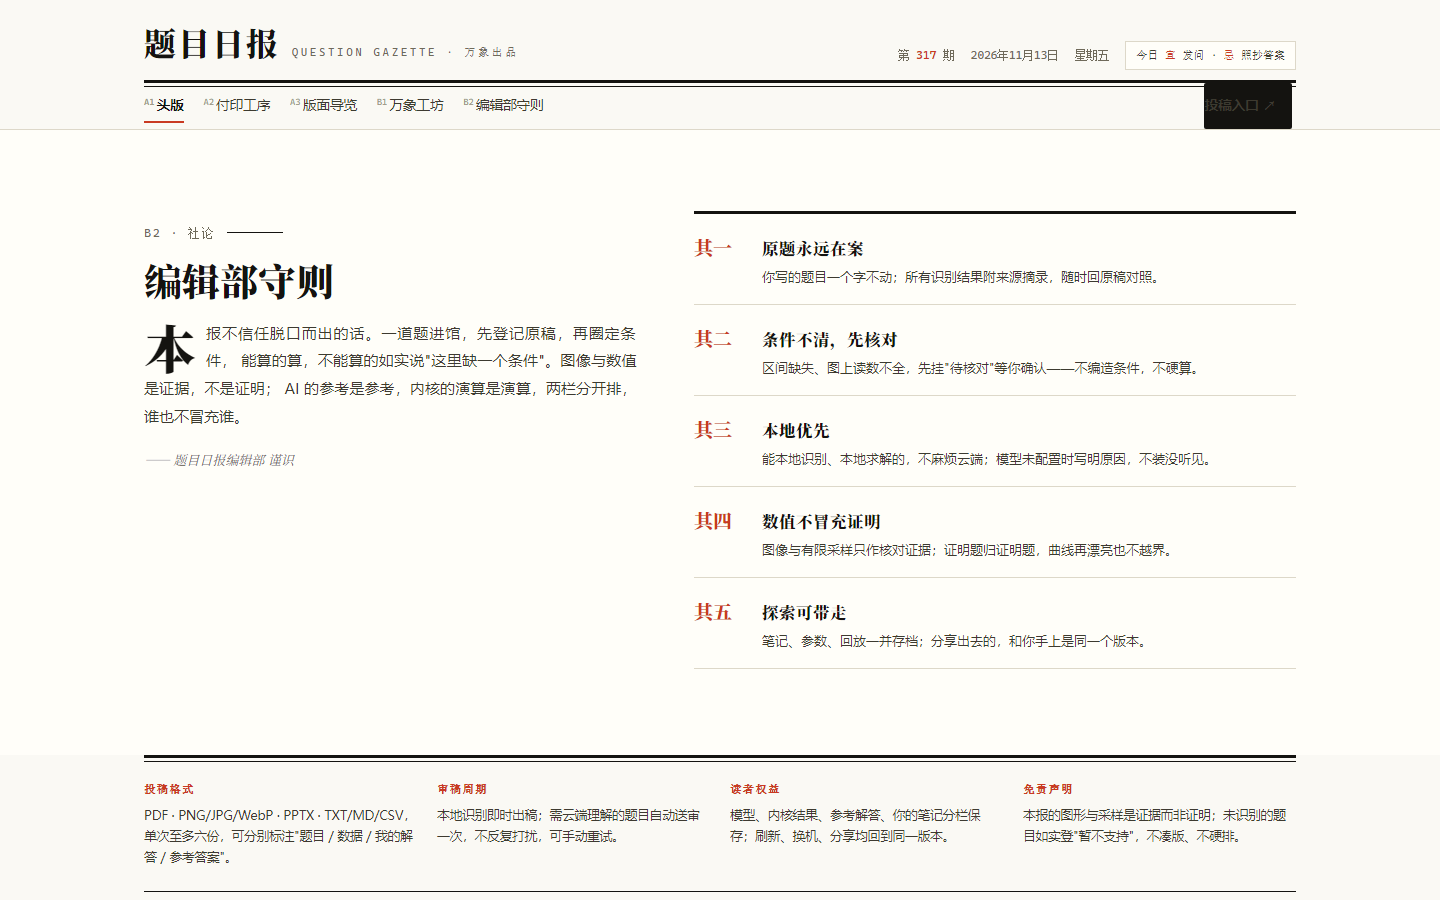 题目日报 QUESTION GAZETTE · 万象出品
第 317 期 2026年11月13日 星期五 今日 宜 发问 · 忌 照抄答案
A1 头版 A2 付印工序 A3 版面导览 B1 万象工坊 B2 编辑部守则 投稿入口 ↗
B2 · 社论
编辑部守则
本报不信任脱口而出的话。一道题进馆，先登记原稿，再圈定条
件， 能算的算，不能算的如实说"这里缺一个条件"。图像与数值
是证据，不是证明； AI 的参考是参考，内核的演算是演算，两栏分开排，
谁也不冒充谁。
—— 题目日报编辑部 谨识
其一 原题永远在案
你写的题目一个字不动；所有识别结果附来源摘录，随时回原稿对照。
其二 条件不清，先核对
区间缺失、图上读数不全，先挂"待核对"等你确认——不编造条件，不硬算。
其三 本地优先
能本地识别、本地求解的，不麻烦云端；模型未配置时写明原因，不装没听见。
其四 数值不冒充证明
图像与有限采样只作核对证据；证明题归证明题，曲线再漂亮也不越界。
其五 探索可带走
笔记、参数、回放一并存档；分享出去的，和你手上是同一个版本。
投稿格式
PDF · PNG/JPG/WebP · PPTX · TXT/MD/CSV，
单次至多六份，可分别标注"题目 / 数据 / 我的解
答 / 参考答案"。
审稿周期
本地识别即时出稿；需云端理解的题目自动送审
一次，不反复打扰，可手动重试。
读者权益
模型、内核结果、参考解答、你的笔记分栏保
存；刷新、换机、分享均回到同一版本。
免责声明
本报的图形与采样是证据而非证明；未识别的题
目如实登"暂不支持"，不凑版、不硬排。